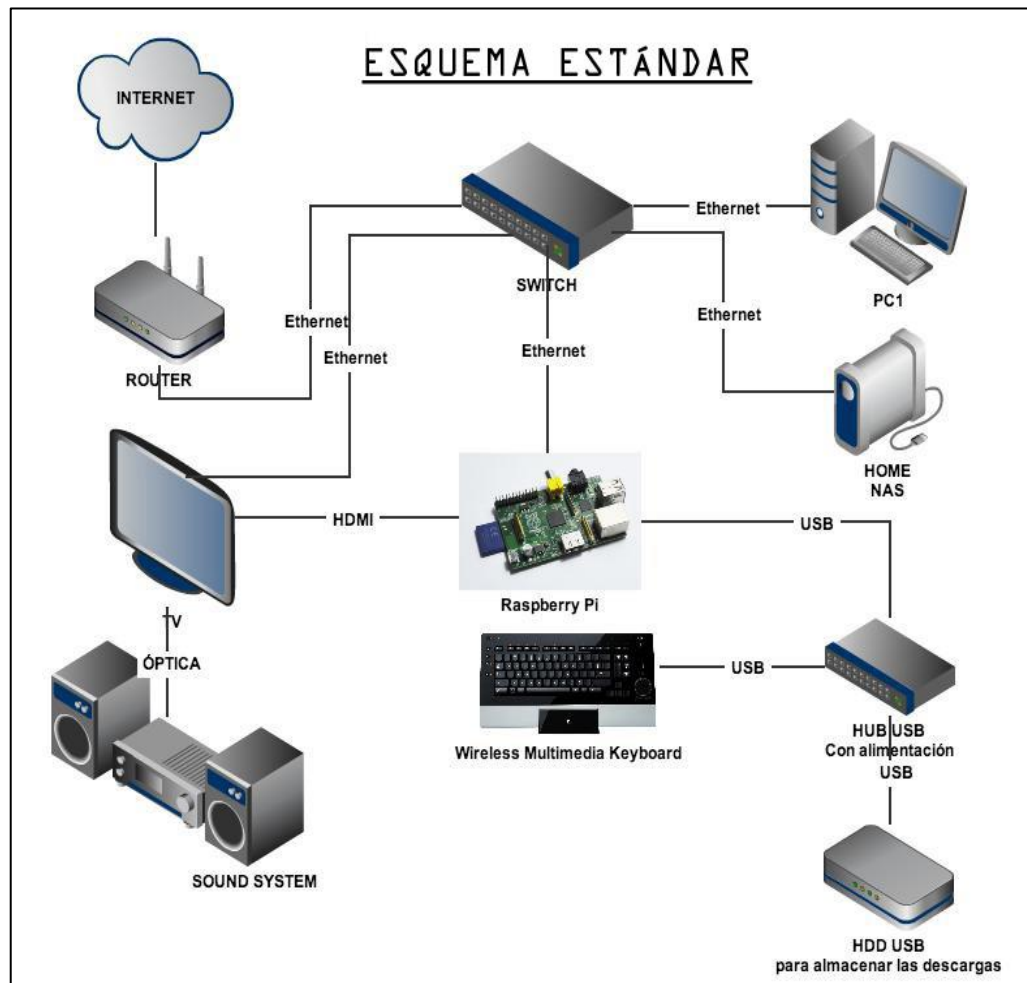 ESQUEMA ESTÁNDAR
INTERNET
SWITCH
Ethernet
PC1
ROUTER
Ethernet
Ethernet
Ethernet
Ethernet
HOME
NAS
HDMI
USB
Raspberry Pi
TV
ÓPTICA
USB
Wireless Multimedia Keyboard
HUB USB
Con alimentación
USB
SOUND SYSTEM
HDD USB
para almacenar las descargas